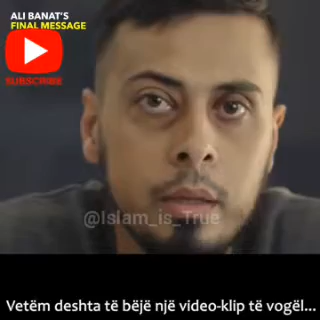 ALI BANAT'S
FINAL MESSAGE
SUBSCRIBE
@Islam_is_True
Vetëm deshta të bëjë një video-klip të vogël...